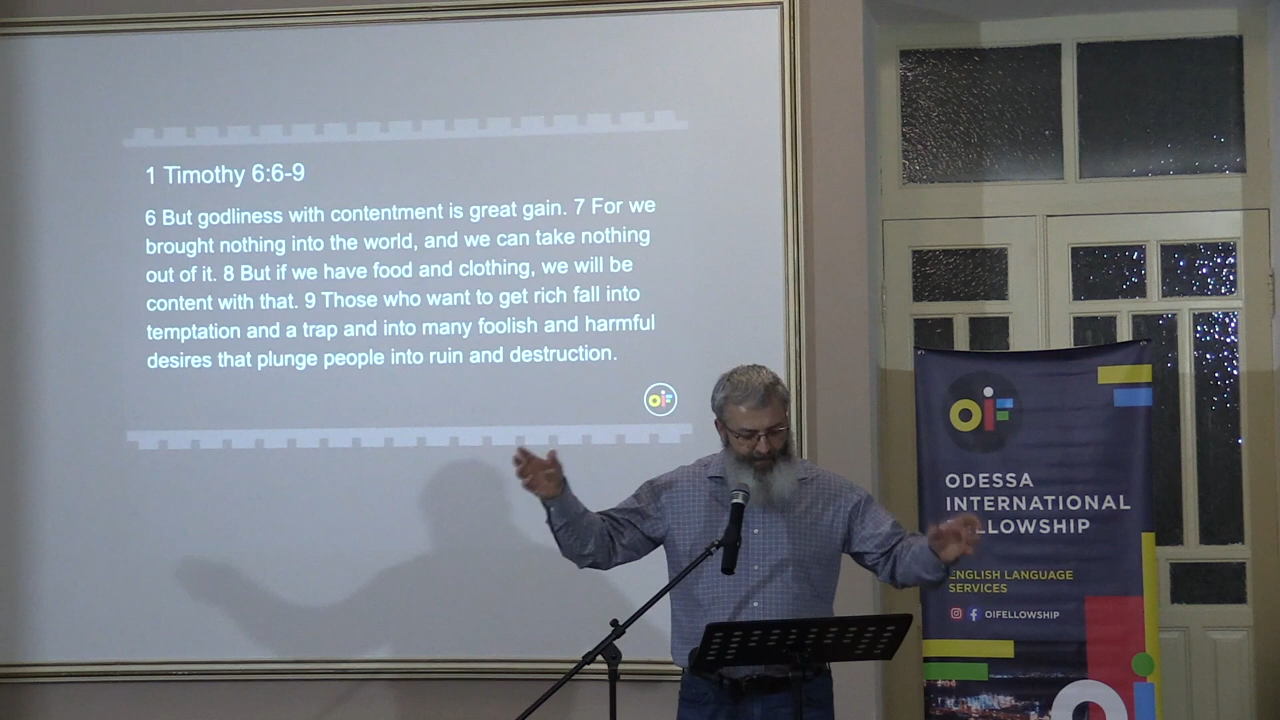 1 Timothy 6:6-9
6 But godliness with contentment is great gain. 7 For we
brought nothing into the world, and we can take nothing
out of it. 8 But if we have food and clothing, we will be
content with that. 9 Those who want to get rich fall into
temptation and a trap and into many foolish and harmful
desires that plunge people into ruin and destruction.
OIF
OIF
ODESSA
INTERNATIONAL
FELLOWSHIP
ENGLISH LANGUAGE
SERVICES
OIFELLOWSHIP